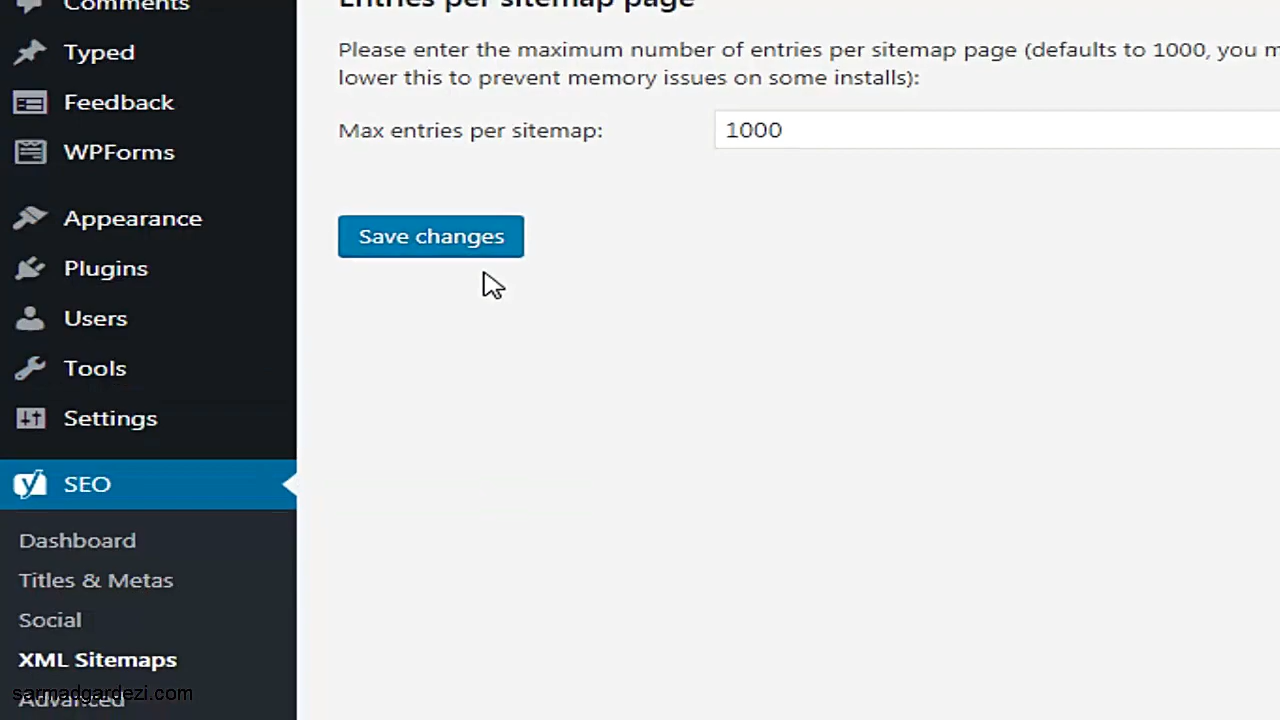 Comments
Typed
Feedback
WPForms
Appearance
Plugins
Users
Tools
Settings
SEO
Dashboard
Titles & Metas
Social
XML Sitemaps
Advanced
sarmadgardezi.com
Entries per sitemap page
Please enter the maximum number of entries per sitemap page (defaults to 1000, you m
lower this to prevent memory issues on some installs):
Max entries per sitemap: 1000
Save changes